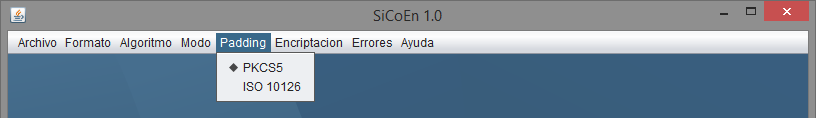 SiCoEn 1.0
Archivo Formato Algoritmo Modo Padding Encriptacion Errores Ayuda
PKCS5
ISO 10126